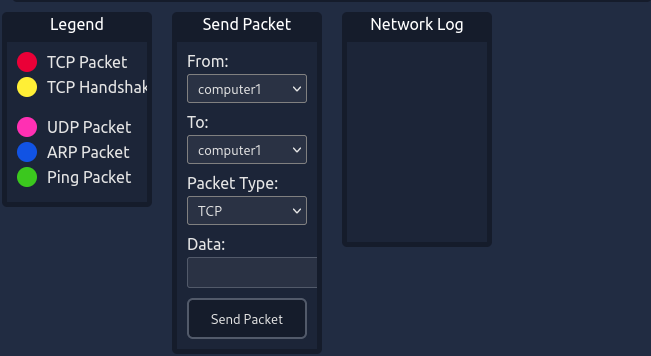 Legend
TCP Packet
TCP Handshak
UDP Packet
ARP Packet
Ping Packet
Send Packet
From:
computer1
To:
computer1
Packet Type:
TCP
Data:
Send Packet
Network Log